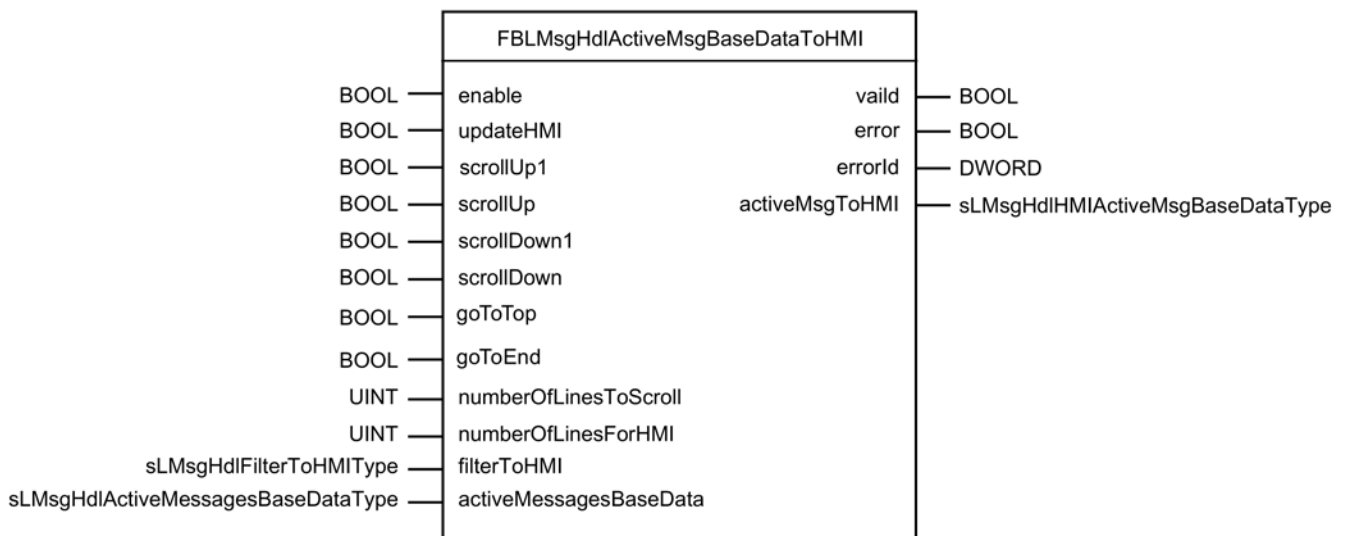 FBLMsgHdlActiveMsgBaseDataToHMI
BOOL enable vaild BOOL
BOOL updateHMI error BOOL
BOOL scrollUp1 errorId DWORD
BOOL scrollUp activeMsgToHMI sLMsgHdlHMIActiveMsgBaseDataType
BOOL scrollDown1
BOOL scrollDown
BOOL goToTop
BOOL goToEnd
UINT numberOfLinesToScroll
UINT numberOfLinesForHMI
sLMsgHdlFilterToHMIType filterToHMI
sLMsgHdlActiveMessagesBaseDataType activeMessagesBaseData